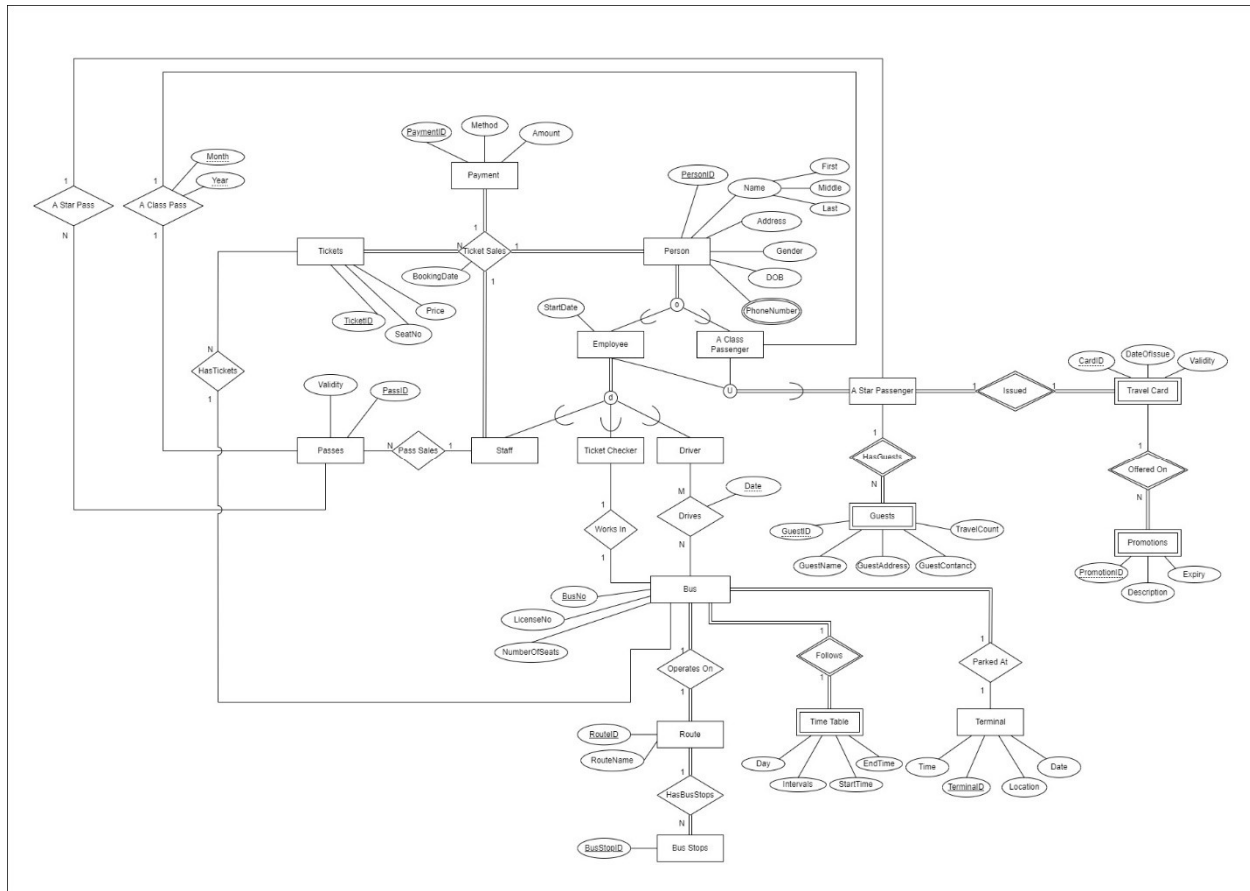 PaymentID
Method
Amount
Payment
Month
Year
1
1
A Star Pass
A Class Pass
N
1
PersonID
Name
First
Middle
Last
Address
Gender
DOB
PhoneNumber
Person
1
N
Ticket Sales
1
1
BookingDate
Tickets
Price
SeatNo
TicketID
o
StartDate
Employee
A Class
Passenger
N
HasTickets
1
Validity
PassID
Passes
N
Pass Sales
1
Staff
d
Ticket Checker
Driver
U
A Star Passenger
1
Issued
1
CardID
DateOfissue
Validity
Travel Card
1
HasGuests
N
Guests
GuestID
GuestName
GuestAddress
GuestContanct
TravelCount
1
Offered On
N
Promotions
PromotionID
Description
Expiry
1
Works In
1
M
Drives
N
Date
Bus
BusNo
LicenseNo
NumberOfSeats
1
Operates On
1
Route
RouteID
RouteName
1
HasBusStops
N
Bus Stops
BusStopID
1
Follows
1
Time Table
Day
Intervals
StartTime
EndTime
1
Parked At
1
Terminal
Time
TerminalID
Location
Date